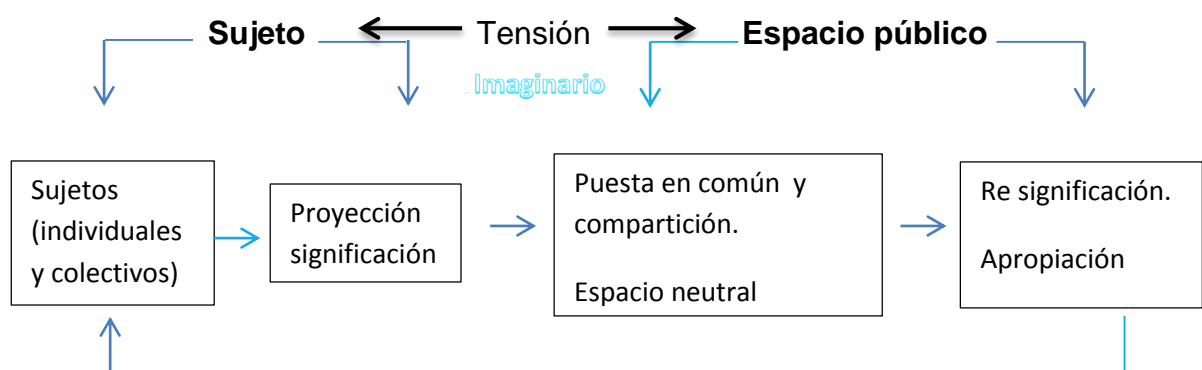 Sujeto Tensión Espacio público
Imaginario
Sujetos
(individuales
y colectivos)
Proyección
significación
Puesta en común y
compartición.
Espacio neutral
Re significación.
Apropiación